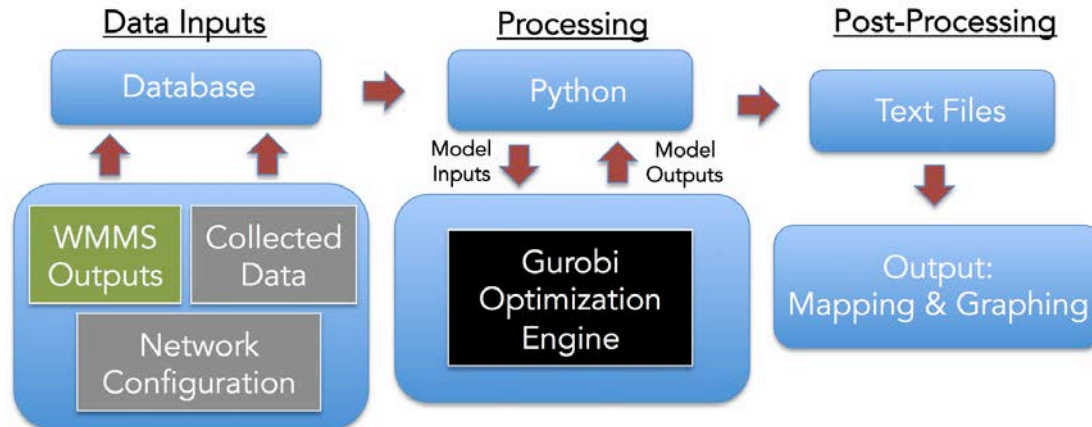 Data Inputs
Database
WMMS
Outputs
Collected
Data
Network
Configuration
Processing
Python
Model
Inputs
Model
Outputs
Gurobi
Optimization
Engine
Post-Processing
Text Files
Output:
Mapping & Graphing